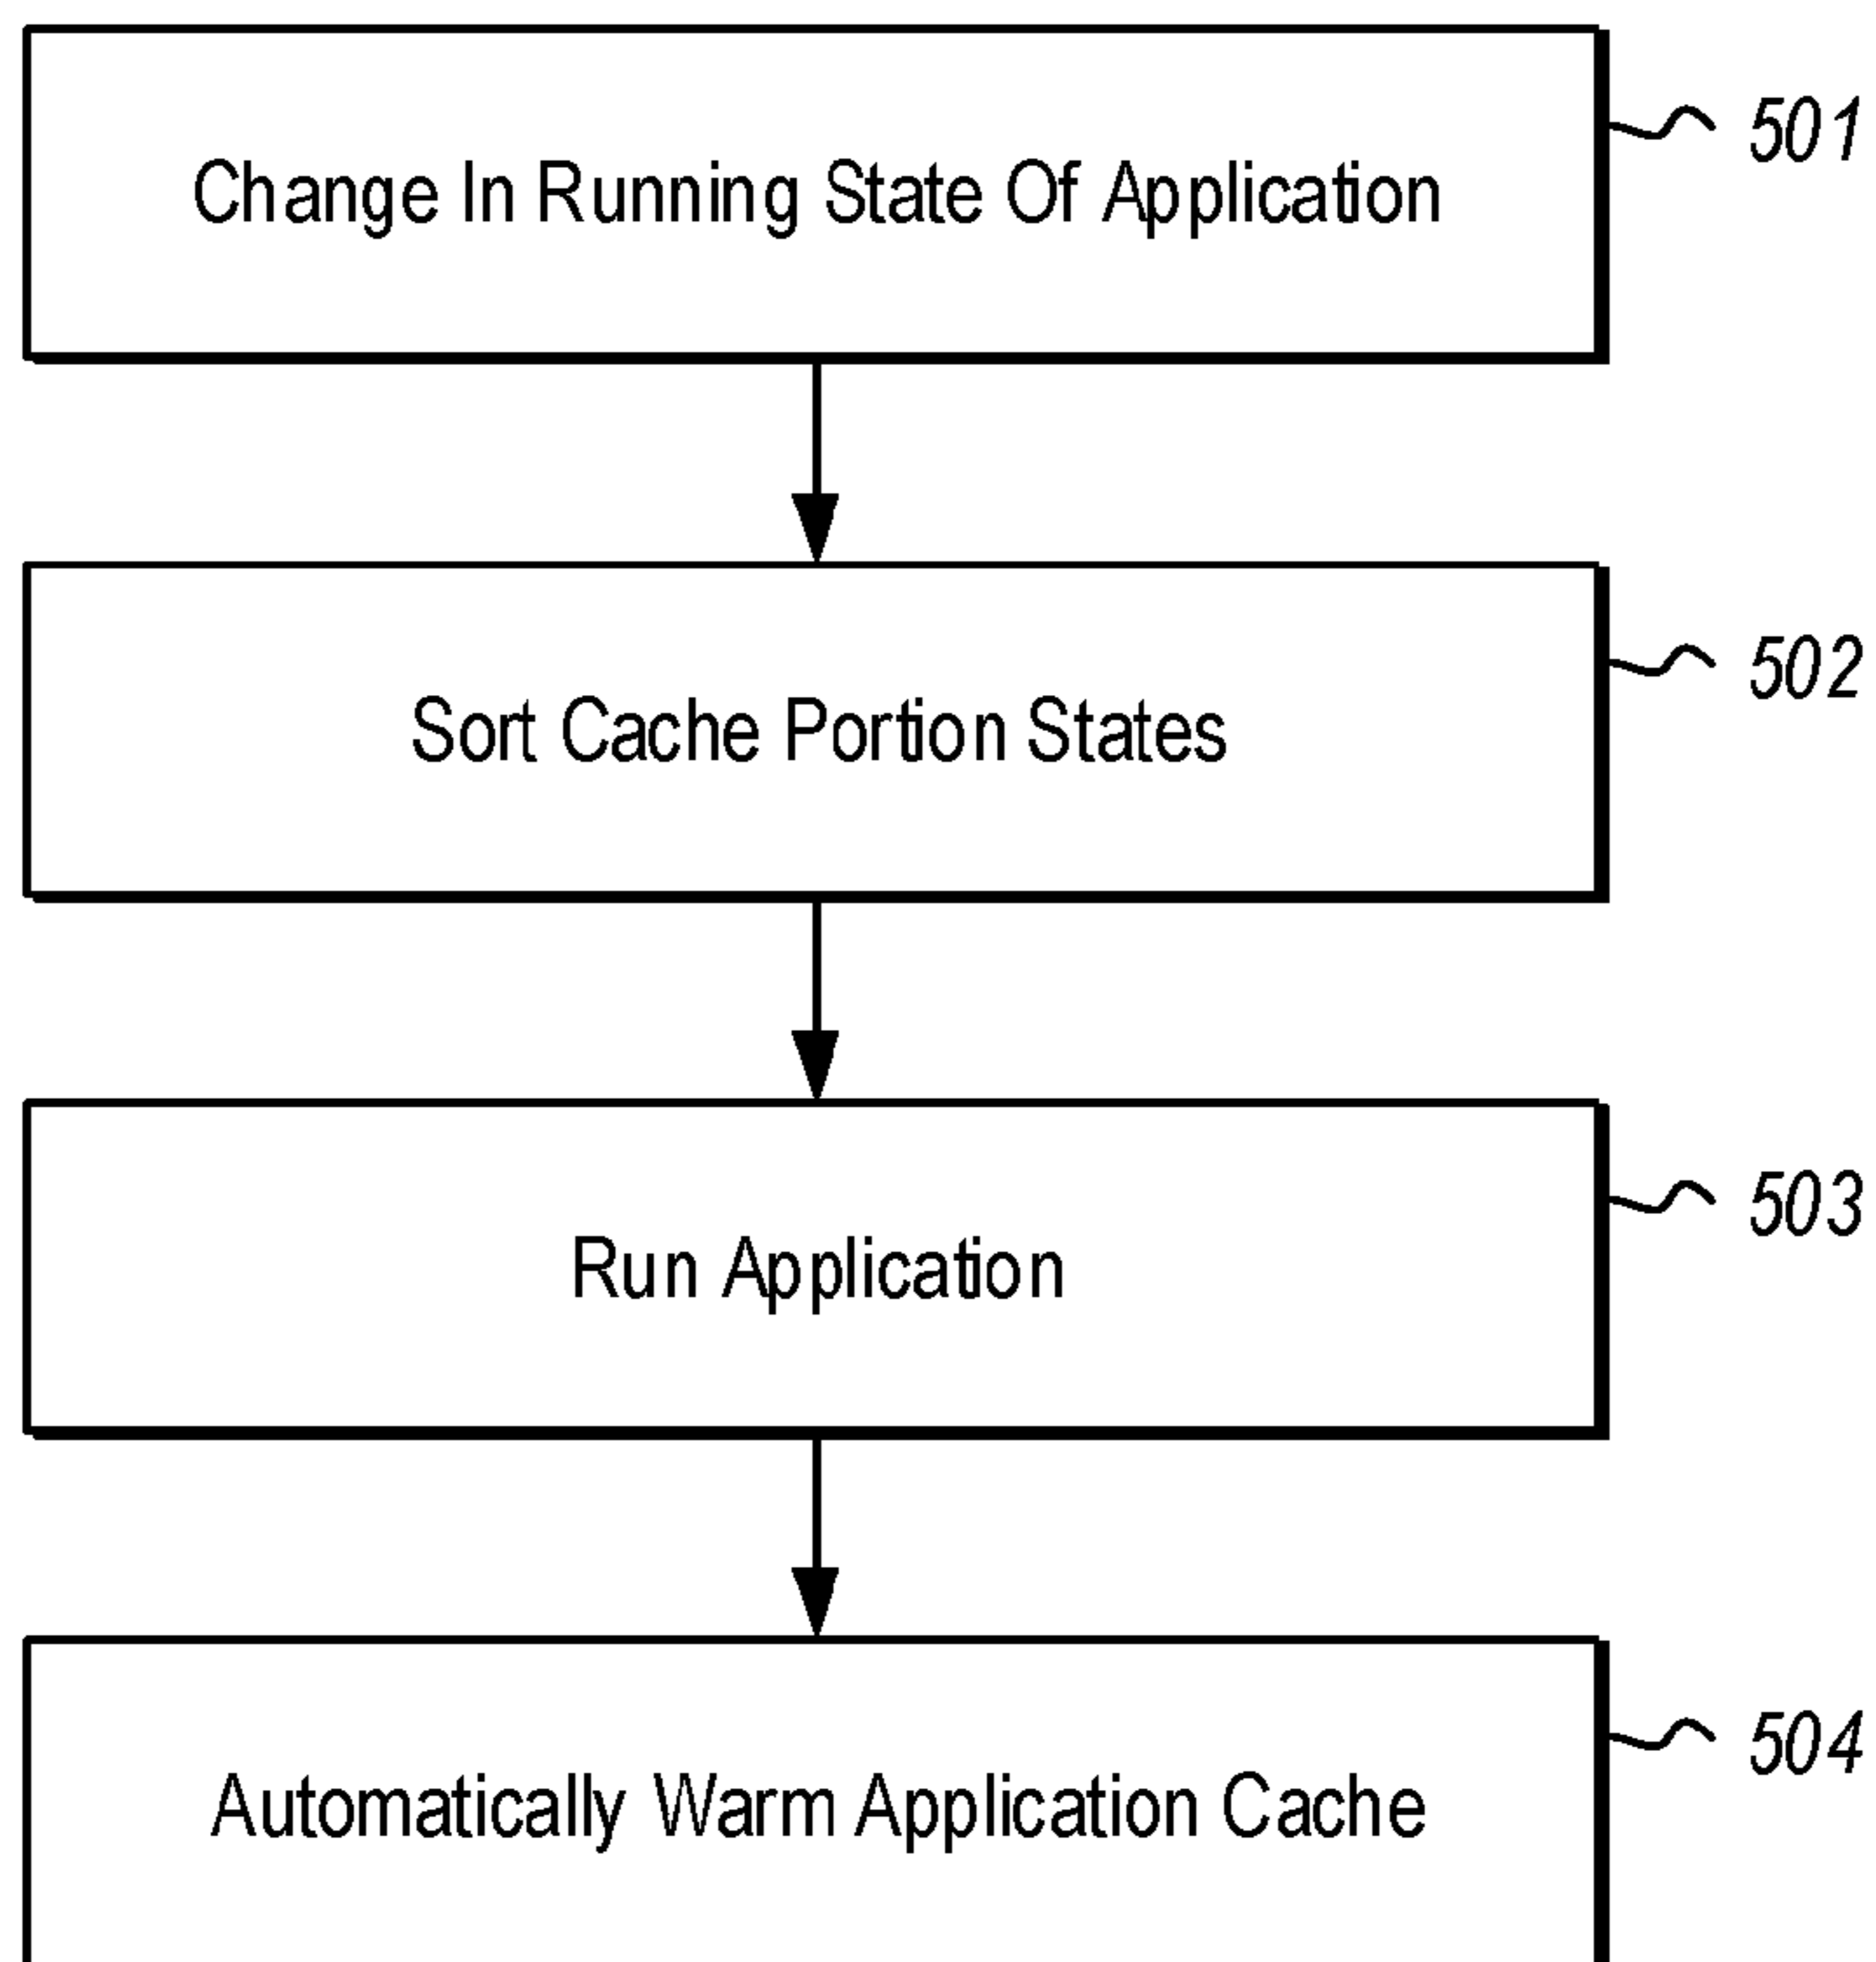 Change In Running State Of Application
501
Sort Cache Portion States
502
Run Application
503
Automatically Warm Application Cache
504